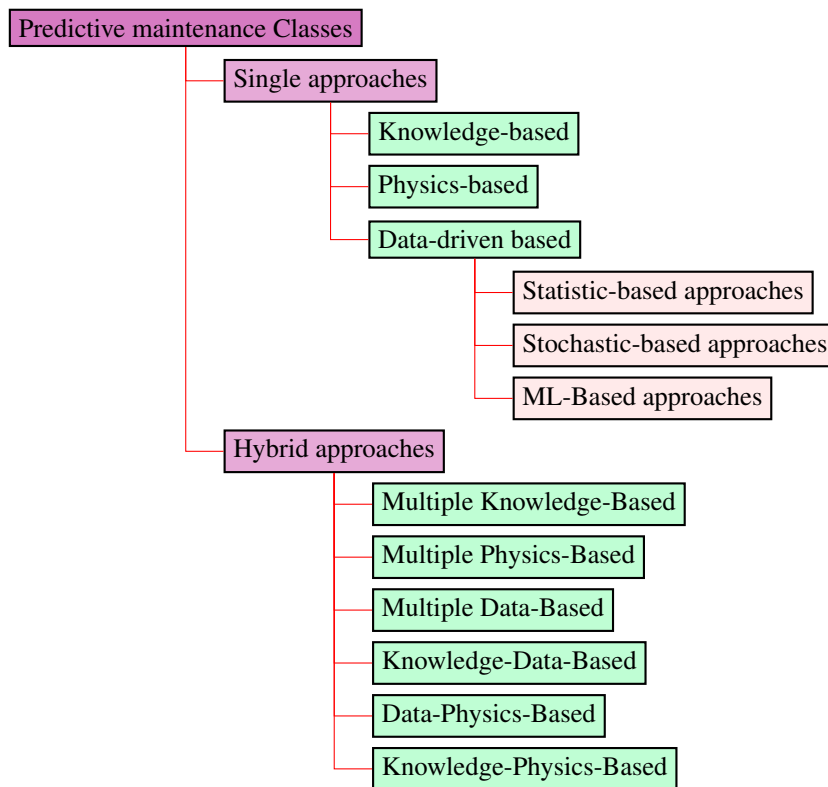 Predictive maintenance Classes
Single approaches
Knowledge-based
Physics-based
Data-driven based
Statistic-based approaches
Stochastic-based approaches
ML-Based approaches
Hybrid approaches
Multiple Knowledge-Based
Multiple Physics-Based
Multiple Data-Based
Knowledge-Data-Based
Data-Physics-Based
Knowledge-Physics-Based